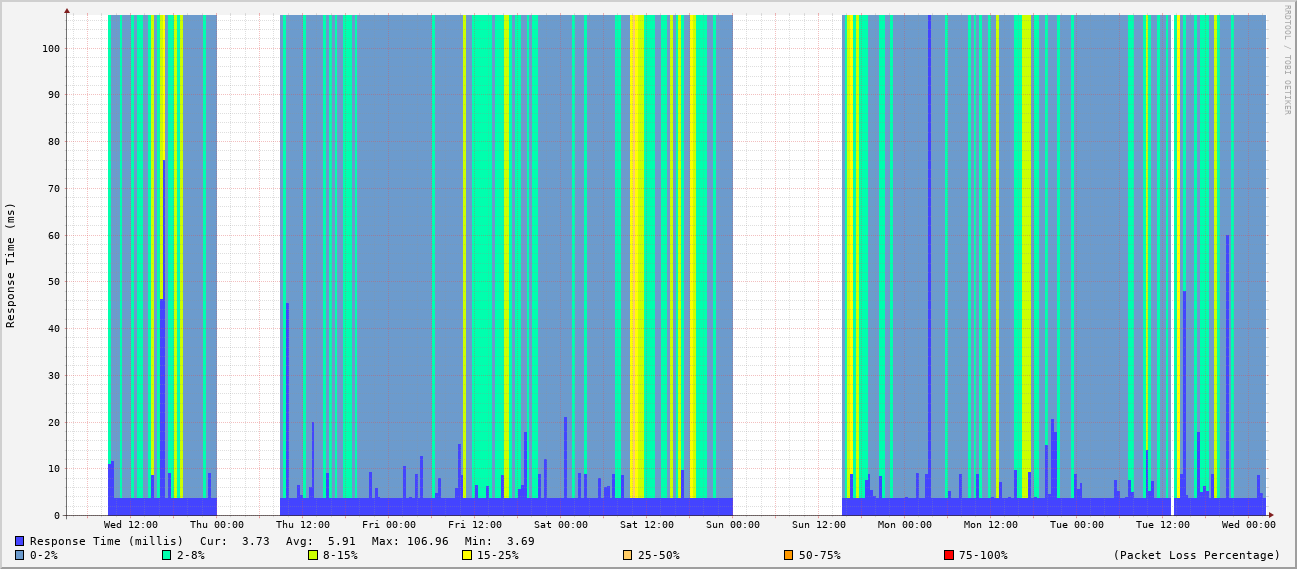 RRDTOOL / TOBI OETIKER
Response Time (ms)
100
90
80
70
60
50
40
30
20
10
0
Wed 12:00 Thu 00:00 Thu 12:00 Fri 00:00 Fri 12:00 Sat 00:00 Sat 12:00 Sun 00:00 Sun 12:00 Mon 00:00 Mon 12:00 Tue 00:00 Tue 12:00 Wed 00:00
Response Time (millis) Cur: 3.73 Avg: 5.91 Max: 106.96 Min: 3.69
0-2% 2-8% 8-15% 15-25% 25-50% 50-75% 75-100% (Packet Loss Percentage)